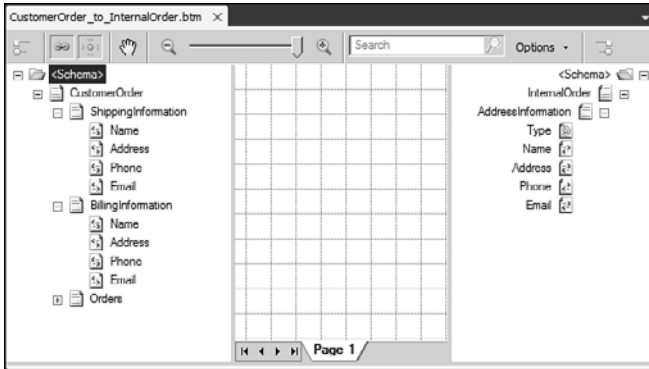 CustomerOrder_to_InternalOrder.btm
Search
Options
<Schema>
CustomerOrder
ShippingInformation
Name
Address
Phone
Email
BillingInformation
Name
Address
Phone
Email
Orders
<Schema>
InternalOrder
AddressInformation
Type
Name
Address
Phone
Email
Page 1